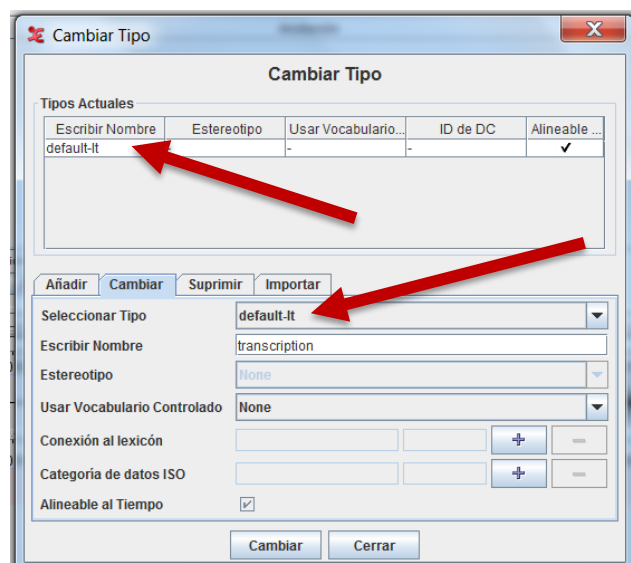 Cambiar Tipo
Cambiar Tipo
Tipos Actuales
Escribir Nombre Estereotipo Usar Vocabulario... ID de DC Alineable ...
default-lt - - - ✔
Añadir Cambiar Suprimir Importar
Seleccionar Tipo default-lt
Escribir Nombre transcription
Estereotipo None
Usar Vocabulario Controlado None
Conexión al lexicón + −
Categoría de datos ISO + −
Alineable al Tiempo ✔
Cambiar Cerrar